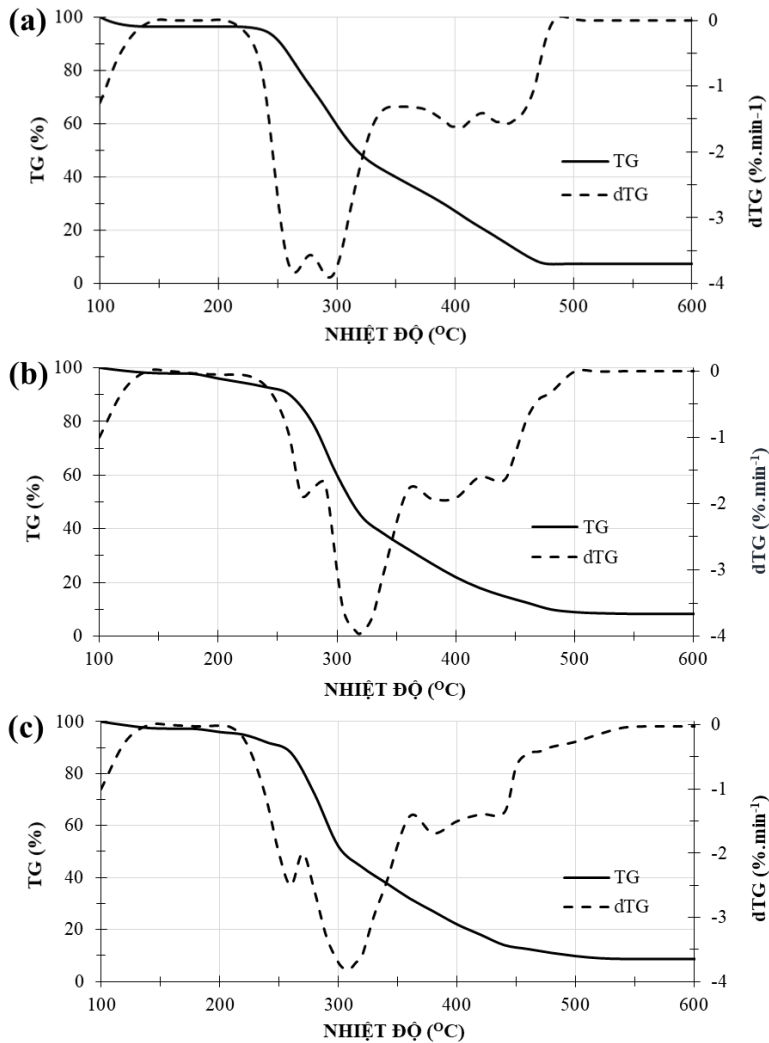 (a)
100
80
60
40
20
0
TG (%)
0
-1
-2
-3
-4
dTG (%.min-1)
TG
dTG
100 200 300 400 500 600
NHIỆT ĐỘ (ᴼC)
(b)
100
80
60
40
20
0
TG (%)
0
-1
-2
-3
-4
dTG (%.min⁻¹)
TG
dTG
100 200 300 400 500 600
NHIỆT ĐỘ (ᴼC)
(c)
100
80
60
40
20
0
TG (%)
0
-1
-2
-3
-4
dTG (%.min⁻¹)
TG
dTG
100 200 300 400 500 600
NHIỆT ĐỘ (ᴼC)